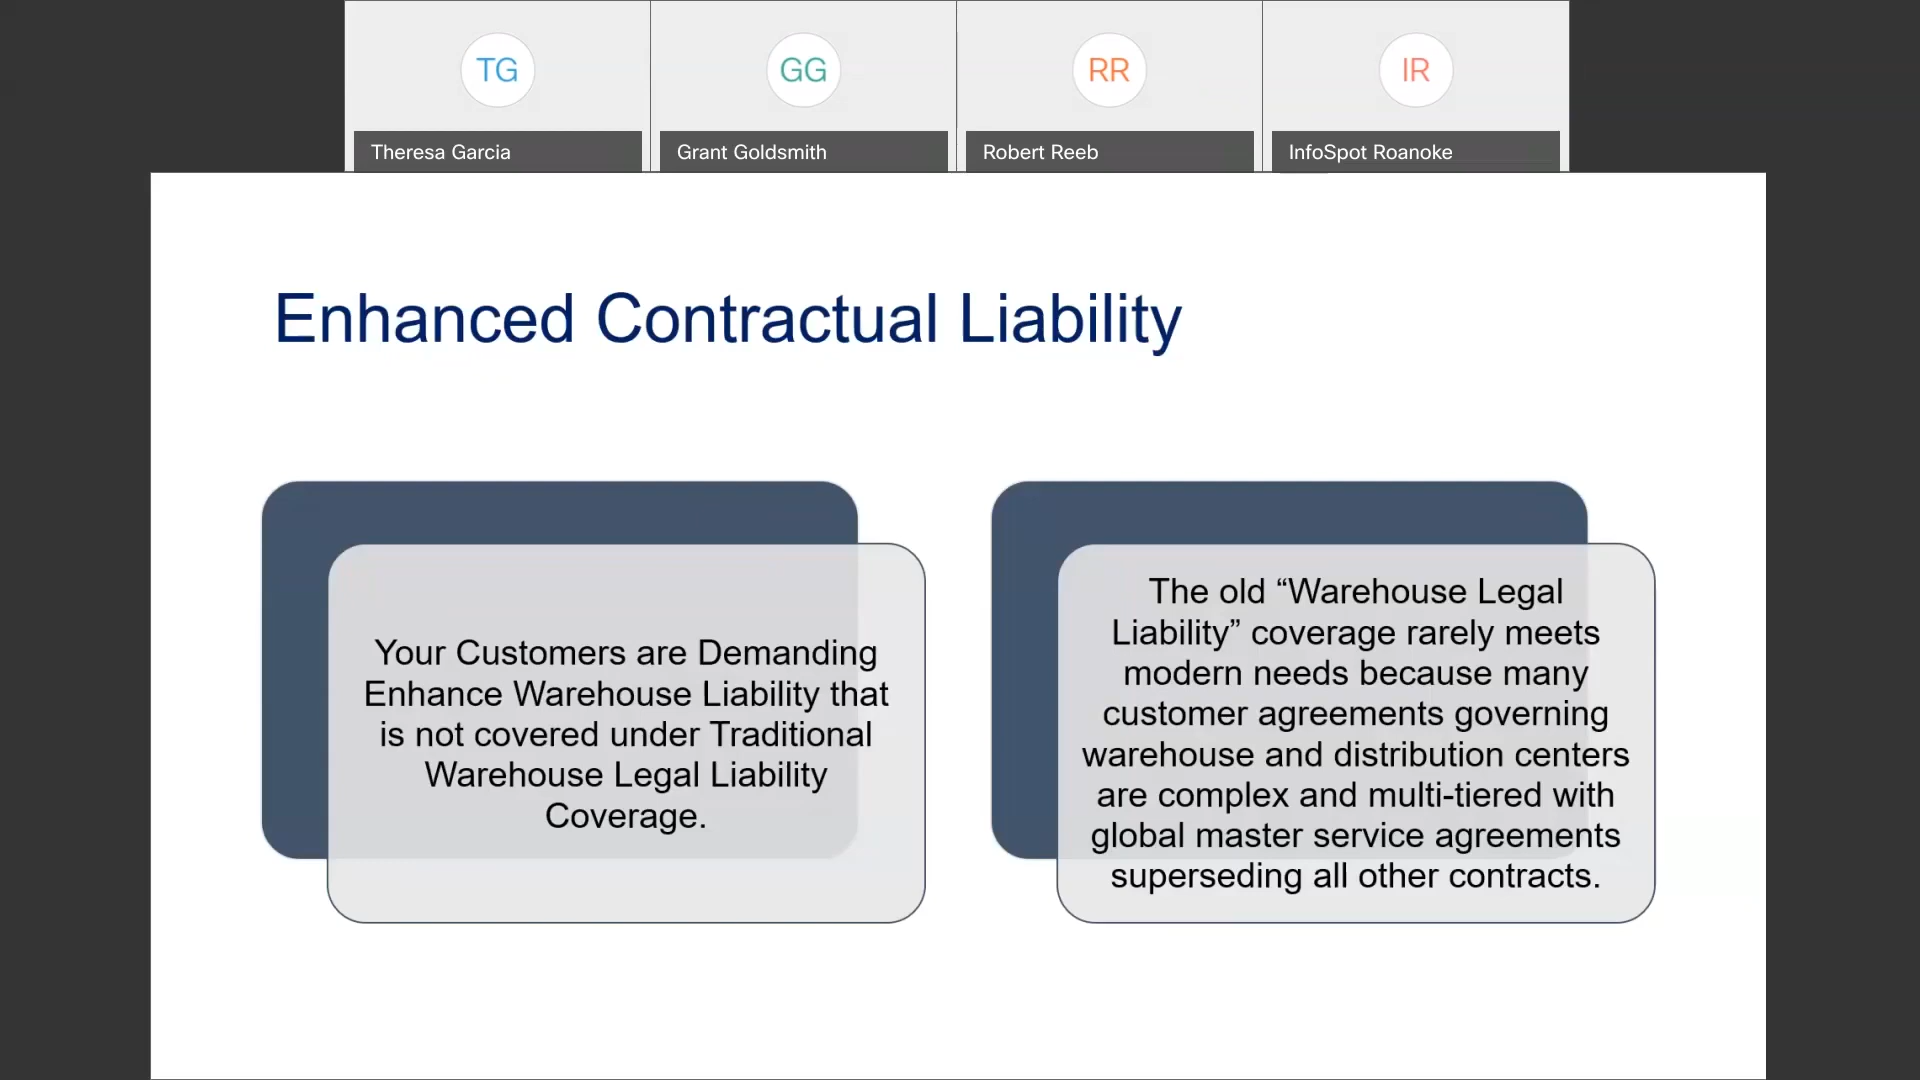 TG
GG
RR
IR
Theresa Garcia
Grant Goldsmith
Robert Reeb
InfoSpot Roanoke
Enhanced Contractual Liability
Your Customers are Demanding
Enhance Warehouse Liability that
is not covered under Traditional
Warehouse Legal Liability
Coverage.
The old “Warehouse Legal
Liability” coverage rarely meets
modern needs because many
customer agreements governing
warehouse and distribution centers
are complex and multi-tiered with
global master service agreements
superseding all other contracts.